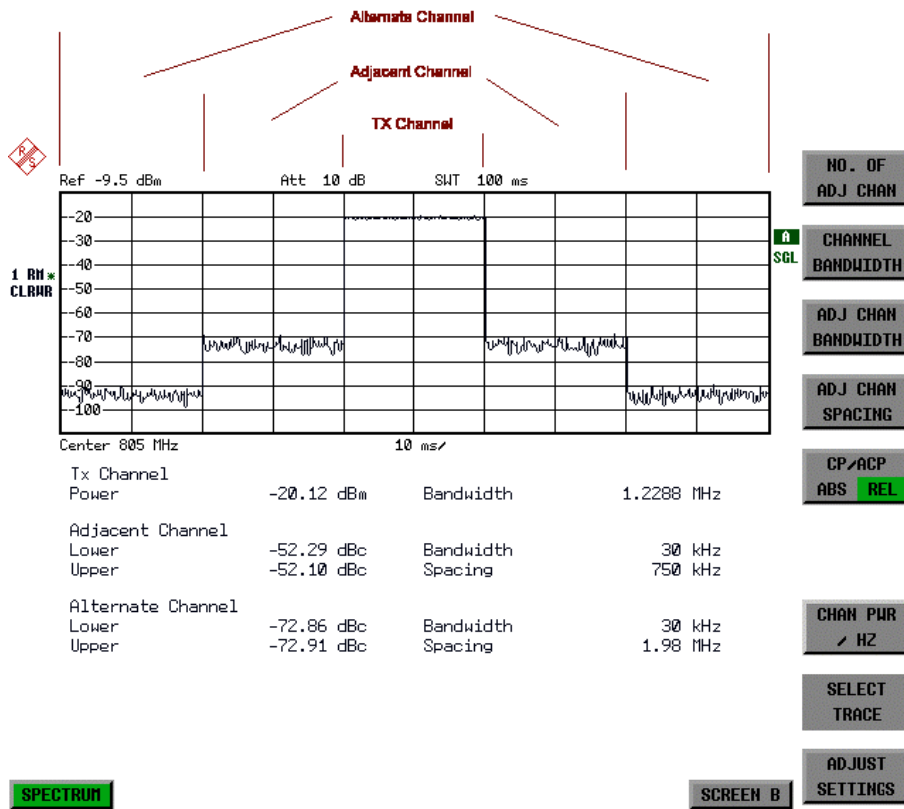 Alternate Channel
Adjacent Channel
TX Channel
R
S
Ref -9.5 dBm Att 10 dB SWT 100 ms
-20
-30
-40
-50
-60
-70
-80
-90
-100
1 RM *
CLRWR
A
SGL
Center 805 MHz 10 ms/
Tx Channel
Power -20.12 dBm Bandwidth 1.2288 MHz
Adjacent Channel
Lower -52.29 dBc Bandwidth 30 kHz
Upper -52.10 dBc Spacing 750 kHz
Alternate Channel
Lower -72.86 dBc Bandwidth 30 kHz
Upper -72.91 dBc Spacing 1.98 MHz
NO. OF
ADJ CHAN
CHANNEL
BANDWIDTH
ADJ CHAN
BANDWIDTH
ADJ CHAN
SPACING
CP/ACP
ABS REL
CHAN PWR
/ HZ
SELECT
TRACE
ADJUST
SETTINGS
SPECTRUM
SCREEN B